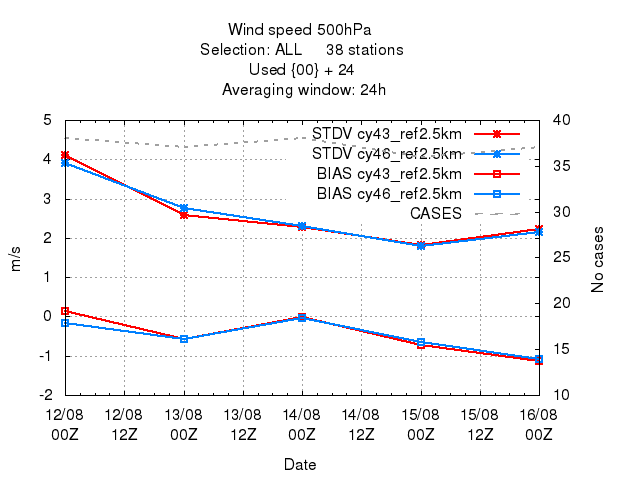 Wind speed 500hPa
Selection: ALL 38 stations
Used {00} + 24
Averaging window: 24h
5
4
3
2
1
0
-1
-2
m/s
40
35
30
25
20
15
10
No cases
STDV cy43_ref2.5km
STDV cy46_ref2.5km
BIAS cy43_ref2.5km
BIAS cy46_ref2.5km
CASES
12/08 12/08 13/08 13/08 14/08 14/08 15/08 15/08 16/08
00Z 12Z 00Z 12Z 00Z 12Z 00Z 12Z 00Z
Date